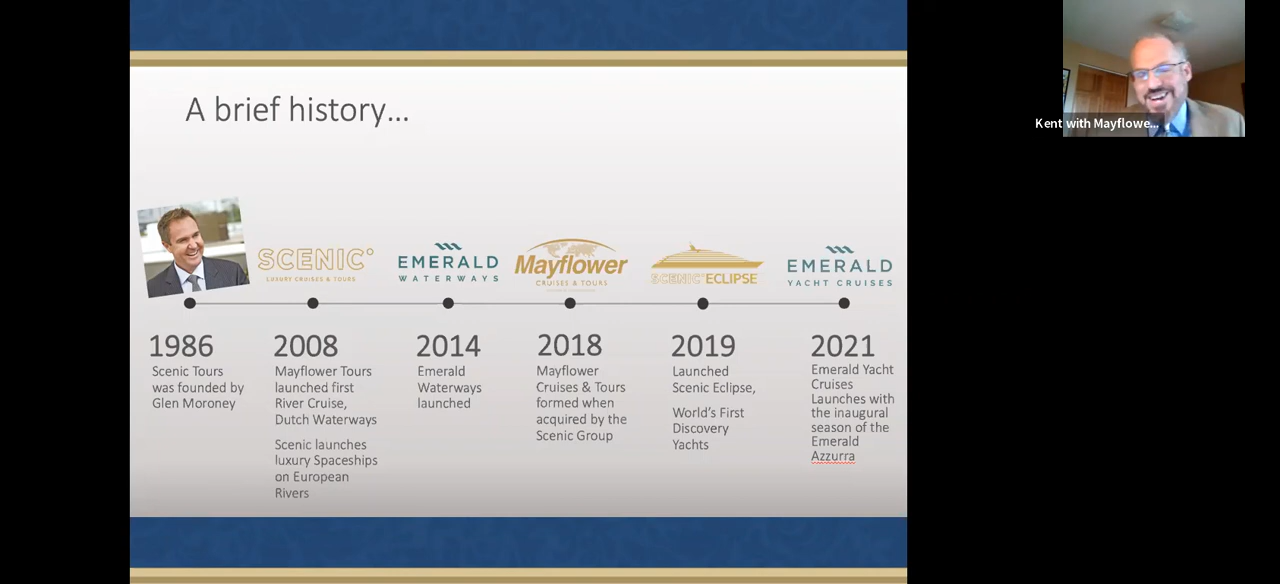 A brief history…
SCENIC°
LUXURY CRUISES & TOURS
EMERALD
WATERWAYS
Mayflower
CRUISES & TOURS
SCENIC°ECLIPSE
EMERALD
YACHT CRUISES
1986
Scenic Tours
was founded by
Glen Moroney
2008
Mayflower Tours
launched first
River Cruise,
Dutch Waterways
Scenic launches
luxury Spaceships
on European
Rivers
2014
Emerald
Waterways
launched
2018
Mayflower
Cruises & Tours
formed when
acquired by the
Scenic Group
2019
Launched
Scenic Eclipse,
World's First
Discovery
Yachts
2021
Emerald Yacht
Cruises
Launches with
the inaugural
season of the
Emerald
Azzurra
Kent with Mayflowe...